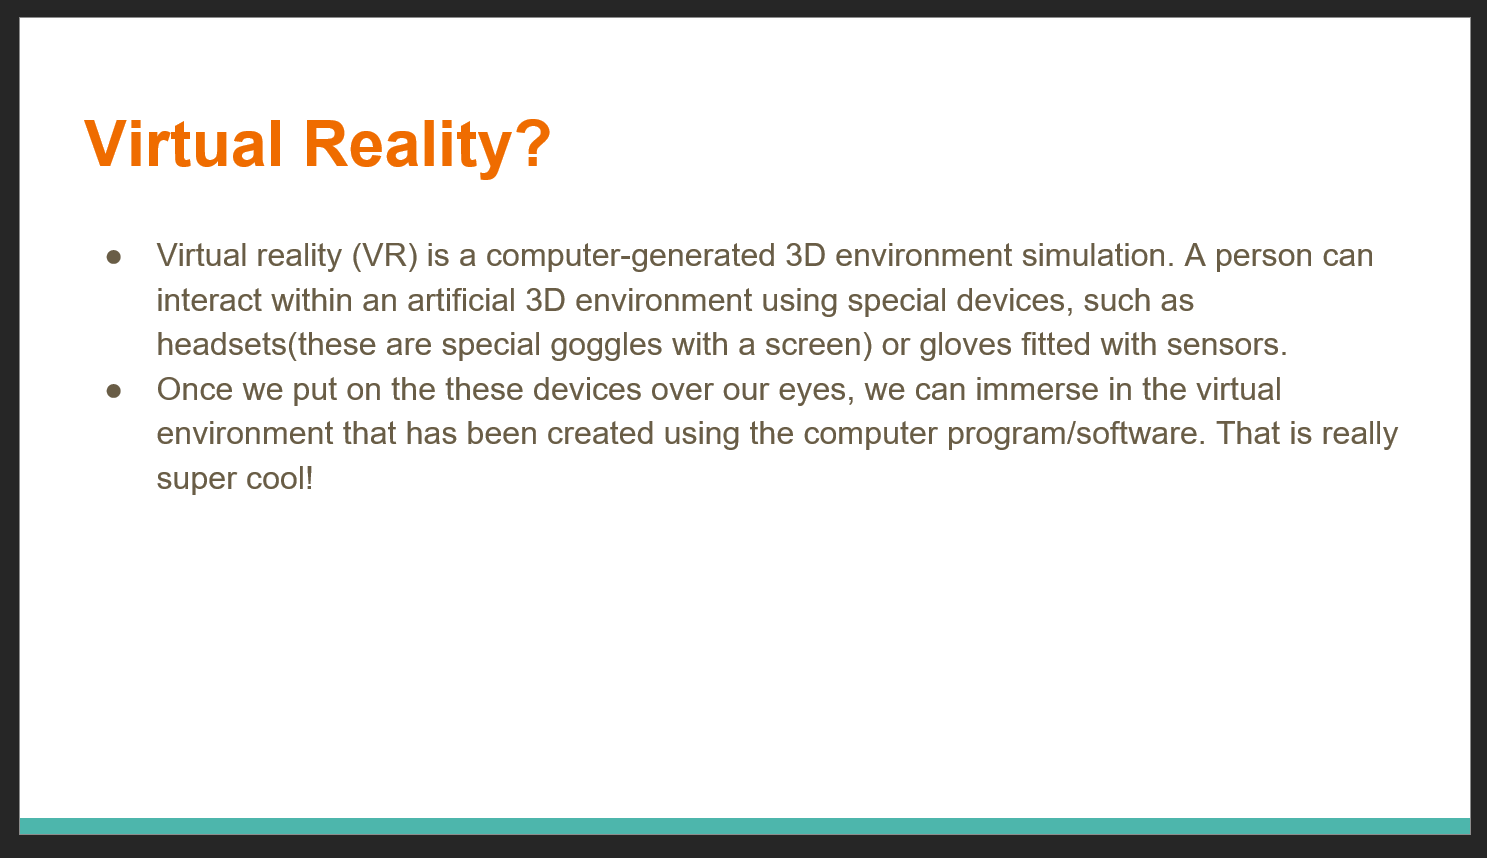 Virtual Reality?
● Virtual reality (VR) is a computer-generated 3D environment simulation. A person can
interact within an artificial 3D environment using special devices, such as
headsets(these are special goggles with a screen) or gloves fitted with sensors.
● Once we put on the these devices over our eyes, we can immerse in the virtual
environment that has been created using the computer program/software. That is really
super cool!